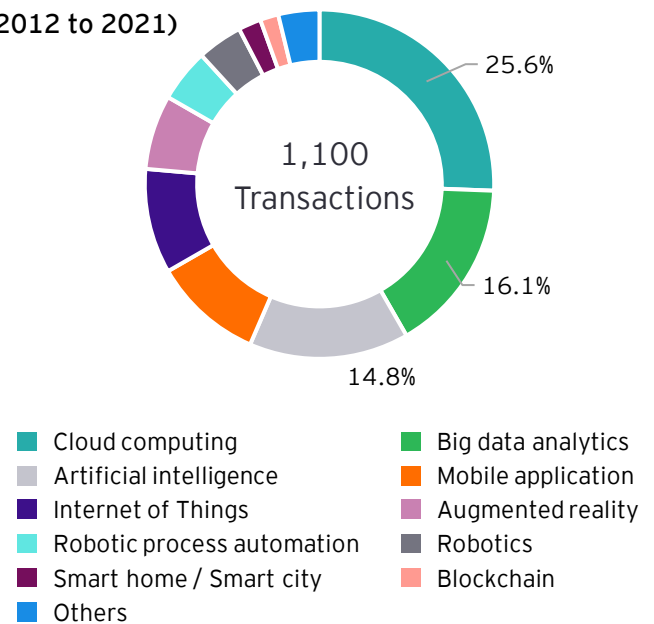 2012 to 2021)
25.6%
1,100
Transactions
16.1%
14.8%
Cloud computing
Big data analytics
Artificial intelligence
Mobile application
Internet of Things
Augmented reality
Robotic process automation
Robotics
Smart home / Smart city
Blockchain
Others